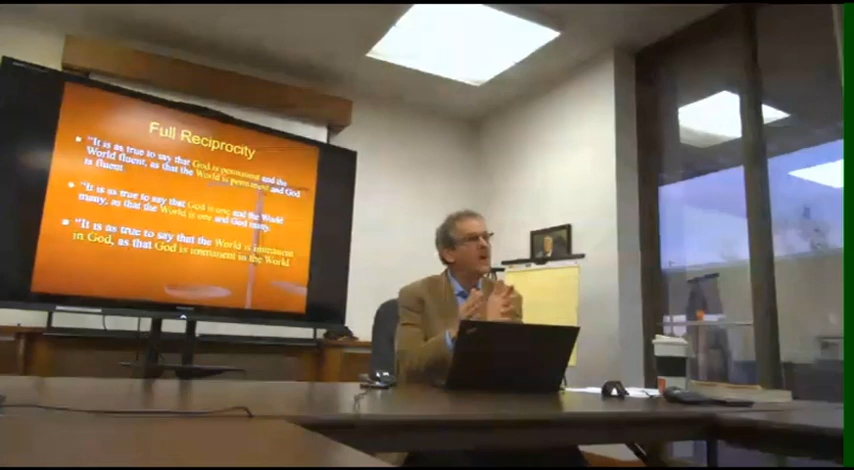 Full Reciprocity
"It is as true to say that God is permanent and the
World fluent, as that the World is permanent and God
is fluent
"It is as true to say that God is one and the World
many, as that the World is one and God many.
"It is as true to say that the World is immanent
in God, as that God is immanent in the World.